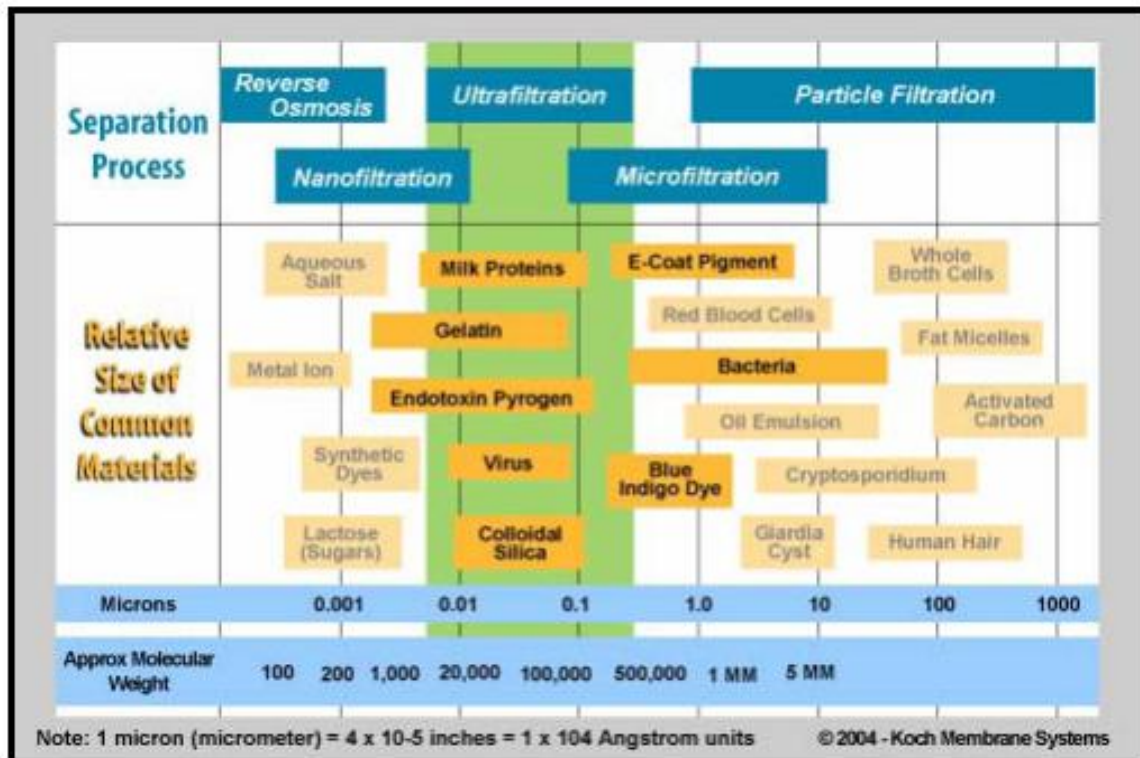 Separation
Process
Reverse
Osmosis
Ultrafiltration
Particle Filtration
Nanofiltration
Microfiltration
Relative
Size of
Common
Materials
Aqueous
Salt
Milk Proteins
E-Coat Pigment
Whole
Broth Cells
Gelatin
Red Blood Cells
Fat Micelles
Metal Ion
Bacteria
Endotoxin Pyrogen
Oil Emulsion
Activated
Carbon
Synthetic
Dyes
Virus
Blue
Indigo Dye
Cryptosporidium
Lactose
(Sugars)
Colloidal
Silica
Giardia
Cyst
Human Hair
Microns 0.001 0.01 0.1 1.0 10 100 1000
Approx Molecular
Weight
100 200 1,000 20,000 100,000 500,000 1 MM 5 MM
Note: 1 micron (micrometer) = 4 x 10-5 inches = 1 x 104 Angstrom units © 2004 - Koch Membrane Systems